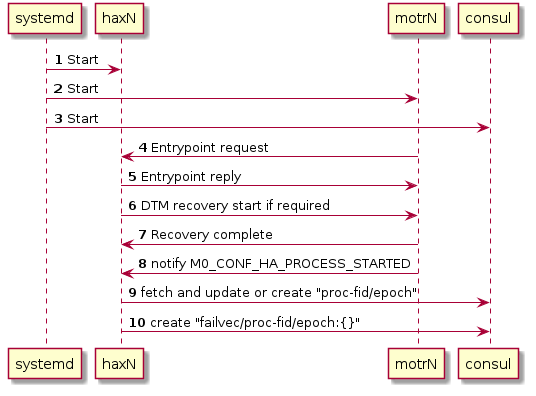 systemd haxN motrN consul
1 Start
2 Start
3 Start
4 Entrypoint request
5 Entrypoint reply
6 DTM recovery start if required
7 Recovery complete
8 notify M0_CONF_HA_PROCESS_STARTED
9 fetch and update or create "proc-fid/epoch"
10 create "failvec/proc-fid/epoch:{}"
systemd haxN motrN consul